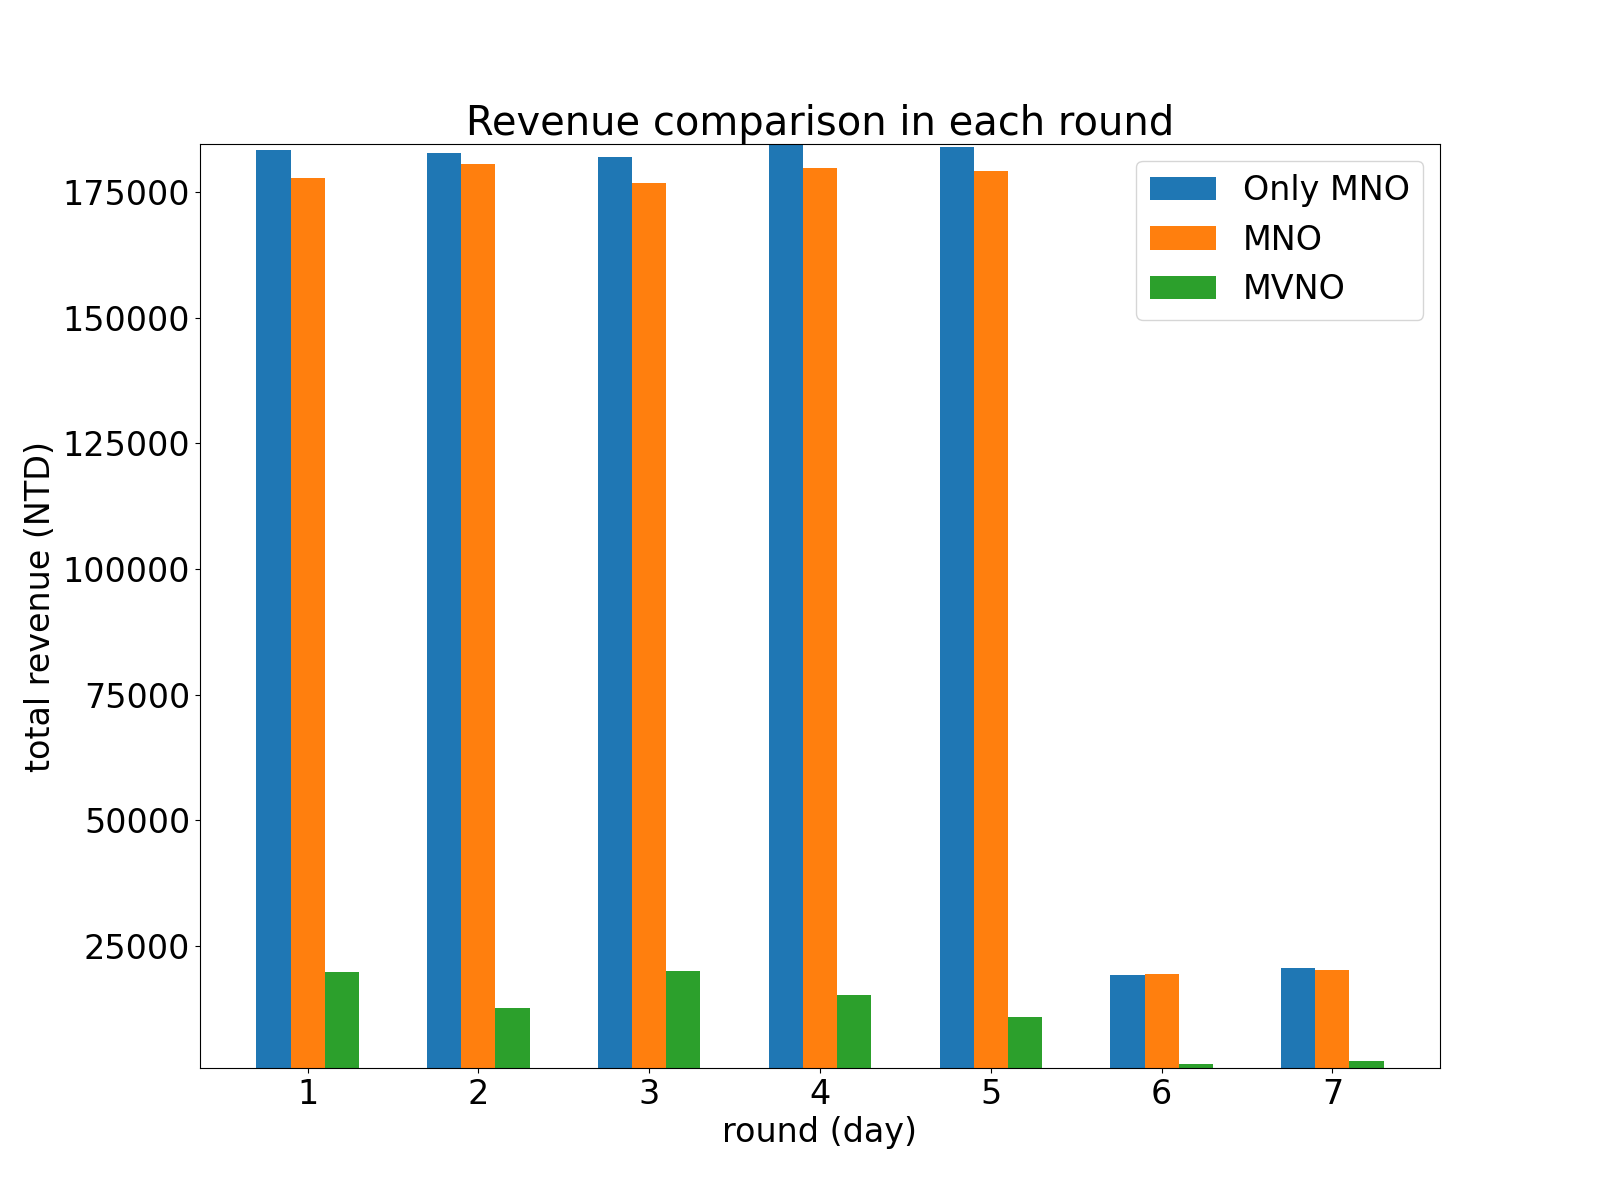 Revenue comparison in each round
Only MNO
MNO
MVNO
175000
150000
125000
100000
75000
50000
25000
total revenue (NTD)
1 2 3 4 5 6 7
round (day)